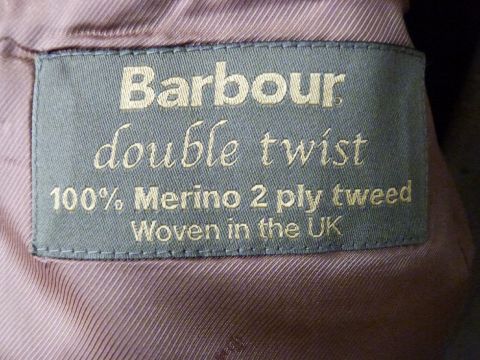 Barbour
double twist
100% Merino 2 ply tweed
Woven in the UK